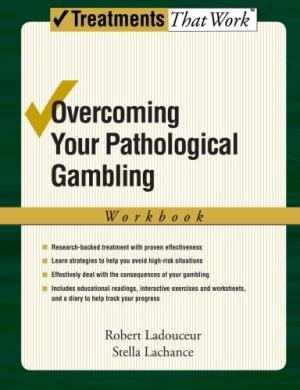 Treatments That Work™
Overcoming
Your Pathological
Gambling
Workbook
Research-backed treatment with proven effectiveness
Learn strategies to help you avoid high-risk situations
Effectively deal with the consequences of your gambling
Includes educational readings, interactive exercises and worksheets,
and a diary to help track your progress
Robert Ladouceur
Stella Lachance